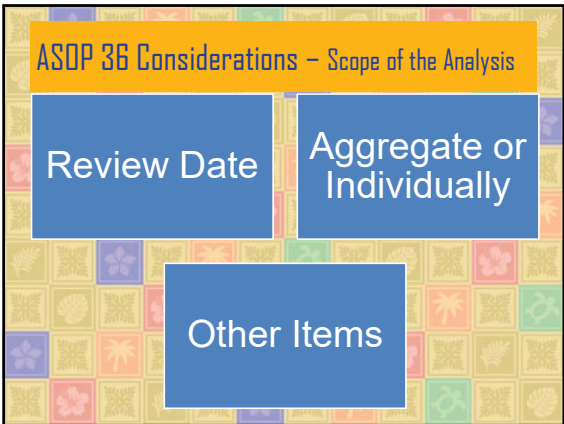 ASOP 36 Considerations – Scope of the Analysis
Review Date
Aggregate or
Individually
Other Items